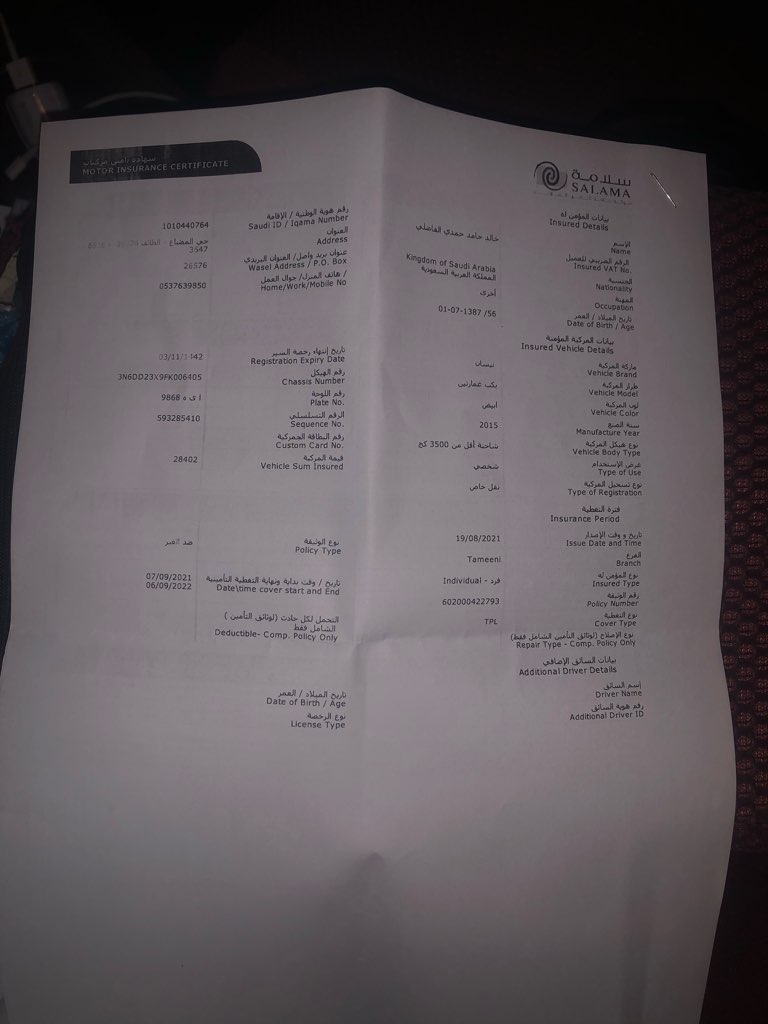 سلامة
SALAMA
سهادة تأمين مركبات
MOTOR INSURANCE CERTIFICATE
بيانات المؤمن له
Insured Details
الإسم
Name
خالد حامد حمدي الفاضلي
الرقم الضريبي للعميل
Insured VAT No.
الجنسية
Nationality
Kingdom of Saudi Arabia
المملكة العربية السعودية
المهنة
Occupation
أخرى
تاريخ الميلاد / العمر
Date of Birth / Age
01-07-1387 /56
رقم هوية الوطنية / الإقامة
Saudi ID / Iqama Number
1010440764
العنوان
Address
حي المضباع - الطائف
3547
عنوان بريد واصل/ العنوان البريدي
Wasel Address / P.O. Box
26576
/ هاتف المنزل/ جوال العمل
Home/Work/Mobile No
0537639850
بيانات المركبة المؤمنة
Insured Vehicle Details
ماركة المركبة
Vehicle Brand
نيسان
طراز المركبة
Vehicle Model
بكب غمارتين
لون المركبة
Vehicle Color
أبيض
سنة الصنع
Manufacture Year
2015
نوع هيكل المركبة
Vehicle Body Type
شاحنة أقل من 3500 كج
غرض الإستخدام
Type of Use
شخصي
نوع تسجيل المركبة
Type of Registration
نقل خاص
تاريخ إنتهاء رخصة السير
Registration Expiry Date
03/11/1442
رقم الهيكل
Chassis Number
3N6DD23X9FK006405
رقم اللوحة
Plate No.
ا ى ه 9868
الرقم التسلسلي
Sequence No.
593285410
رقم البطاقة الجمركية
Custom Card No.
قيمة المركبة
Vehicle Sum Insured
28402
فترة التغطية
Insurance Period
تاريخ و وقت الإصدار
Issue Date and Time
19/08/2021
الفرع
Branch
Tameeni
نوع المؤمن له
Insured Type
فرد - Individual
رقم الوثيقة
Policy Number
602000422793
نوع التغطية
Cover Type
TPL
نوع الإصلاح (لوثائق التأمين الشامل فقط)
Repair Type - Comp. Policy Only
نوع الوثيقة
Policy Type
ضد الغير
تاريخ / وقت بداية ونهاية التغطية التأمينية
Date\time cover start and End
07/09/2021
06/09/2022
التحمل لكل حادث (لوثائق التأمين )
الشامل فقط
Deductible- Comp. Policy Only
بيانات السائق الإضافي
Additional Driver Details
إسم السائق
Driver Name
رقم هوية السائق
Additional Driver ID
تاريخ الميلاد / العمر
Date of Birth / Age
نوع الرخصة
License Type